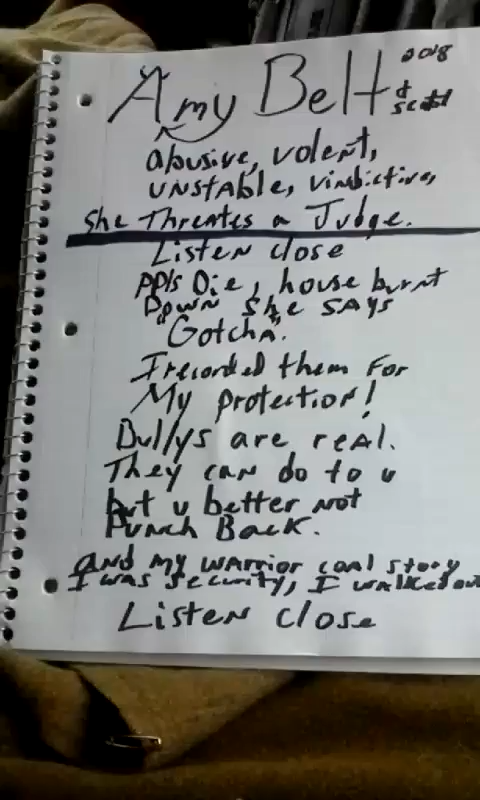 2018
Amy Belt & Scott
abusive, volent,
unstable, vindictive,
She Threates a Judge.
Listen close
ppls Die, house burnt
Down She SAYS
"Gotcha".
I recorded them For
My protection!
Bullys are real.
They can do to u
but u better not
Punch Back.
And my warrior coal story
I was security, I walked out
Listen close